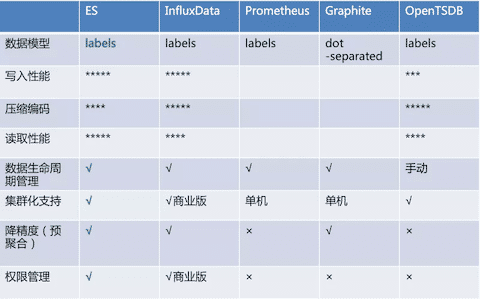 ES InfluxData Prometheus Graphite OpenTSDB
数据模型 labels labels labels dot labels
-separated
写入性能 ***** ***** ***
压缩编码 **** ***** *****
读取性能 ***** **** ****
数据生命周 √ √ √ √ 手动
期管理
集群化支持 √ √商业版 单机 单机 √
降精度（预 √ √ × √ ×
聚合）
权限管理 √ √商业版 × × ×